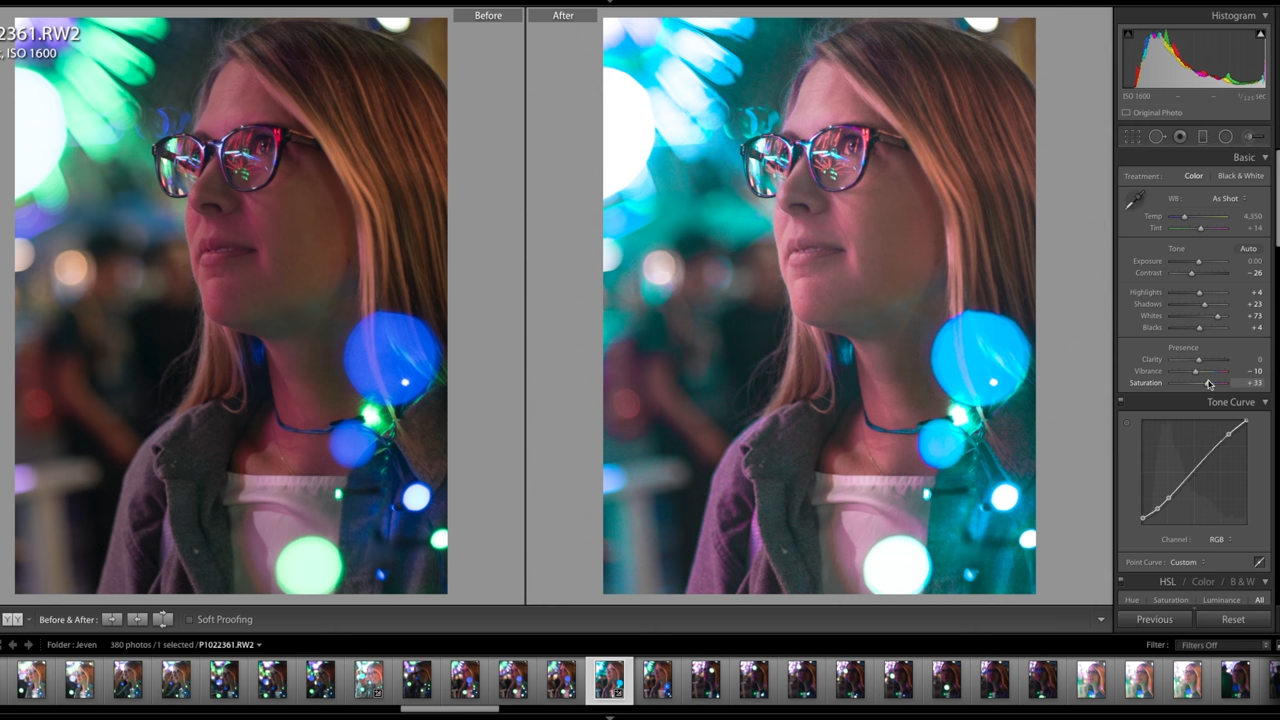 Before
After
2361.RW2
, ISO 1600
Histogram
ISO 1600 – – 1/125 sec
Original Photo
Basic
Treatment : Color Black & White
WB : As Shot
Temp 4,350
Tint + 14
Tone Auto
Exposure 0.00
Contrast – 26
Highlights + 4
Shadows + 23
Whites + 73
Blacks + 4
Presence
Clarity 0
Vibrance – 10
Saturation + 33
Tone Curve
Channel : RGB
Point Curve : Custom
HSL / Color / B & W
Hue Saturation Luminance All
Y Y Before & After : Soft Proofing
Previous Reset
Folder : Jeven 380 photos / 1 selected / P1022361.RW2
Filter : Filters Off